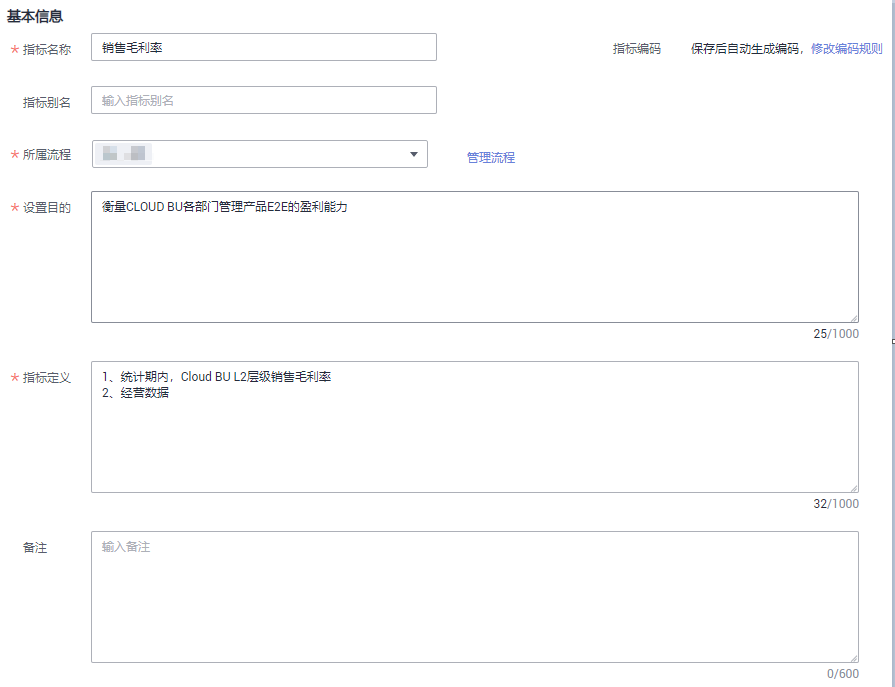 基本信息
* 指标名称 销售毛利率 指标编码 保存后自动生成编码，修改编码规则
指标别名 输入指标别名
* 所属流程 管理流程
* 设置目的 衡量CLOUD BU各部门管理产品E2E的盈利能力
25/1000
* 指标定义 1、统计期内，Cloud BU L2层级销售毛利率
2、经营数据
32/1000
备注 输入备注
0/600